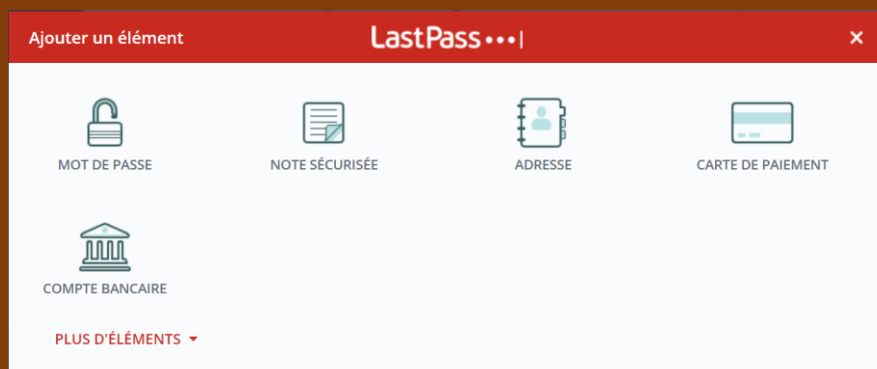 Ajouter un élément
LastPass•••|
MOT DE PASSE
NOTE SÉCURISÉE
ADRESSE
CARTE DE PAIEMENT
COMPTE BANCAIRE
PLUS D'ÉLÉMENTS